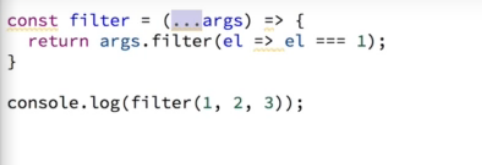 const filter = (...args) => {
  return args.filter(el => el === 1);
}
console.log(filter(1, 2, 3));